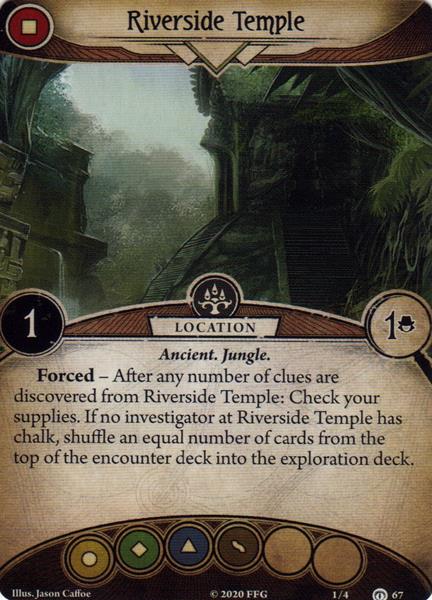 Riverside Temple
1
1
LOCATION
Ancient. Jungle.
Forced – After any number of clues are
discovered from Riverside Temple: Check your
supplies. If no investigator at Riverside Temple has
chalk, shuffle an equal number of cards from the
top of the encounter deck into the exploration deck.
Illus. Jason Caffoe © 2020 FFG 1/4 67